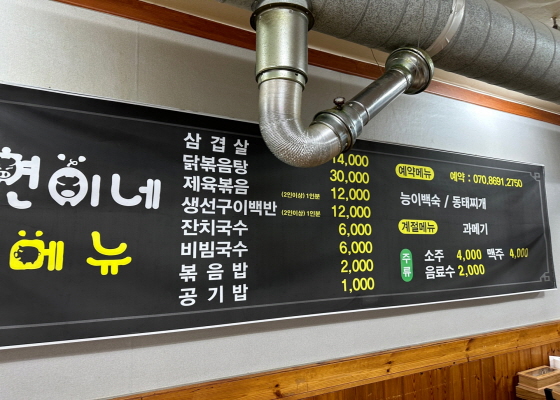 현이네
메뉴
삼겹살 14,000
닭볶음탕 30,000
제육볶음 (2인이상) 1인분 12,000
생선구이백반 (2인이상) 1인분 12,000
잔치국수 6,000
비빔국수 6,000
볶음밥 2,000
공기밥 1,000
예약메뉴 예약 : 070.8691.2750
능이백숙 / 동태찌개
계절메뉴 과메기
주류 소주 4,000 맥주 4,000
음료수 2,000